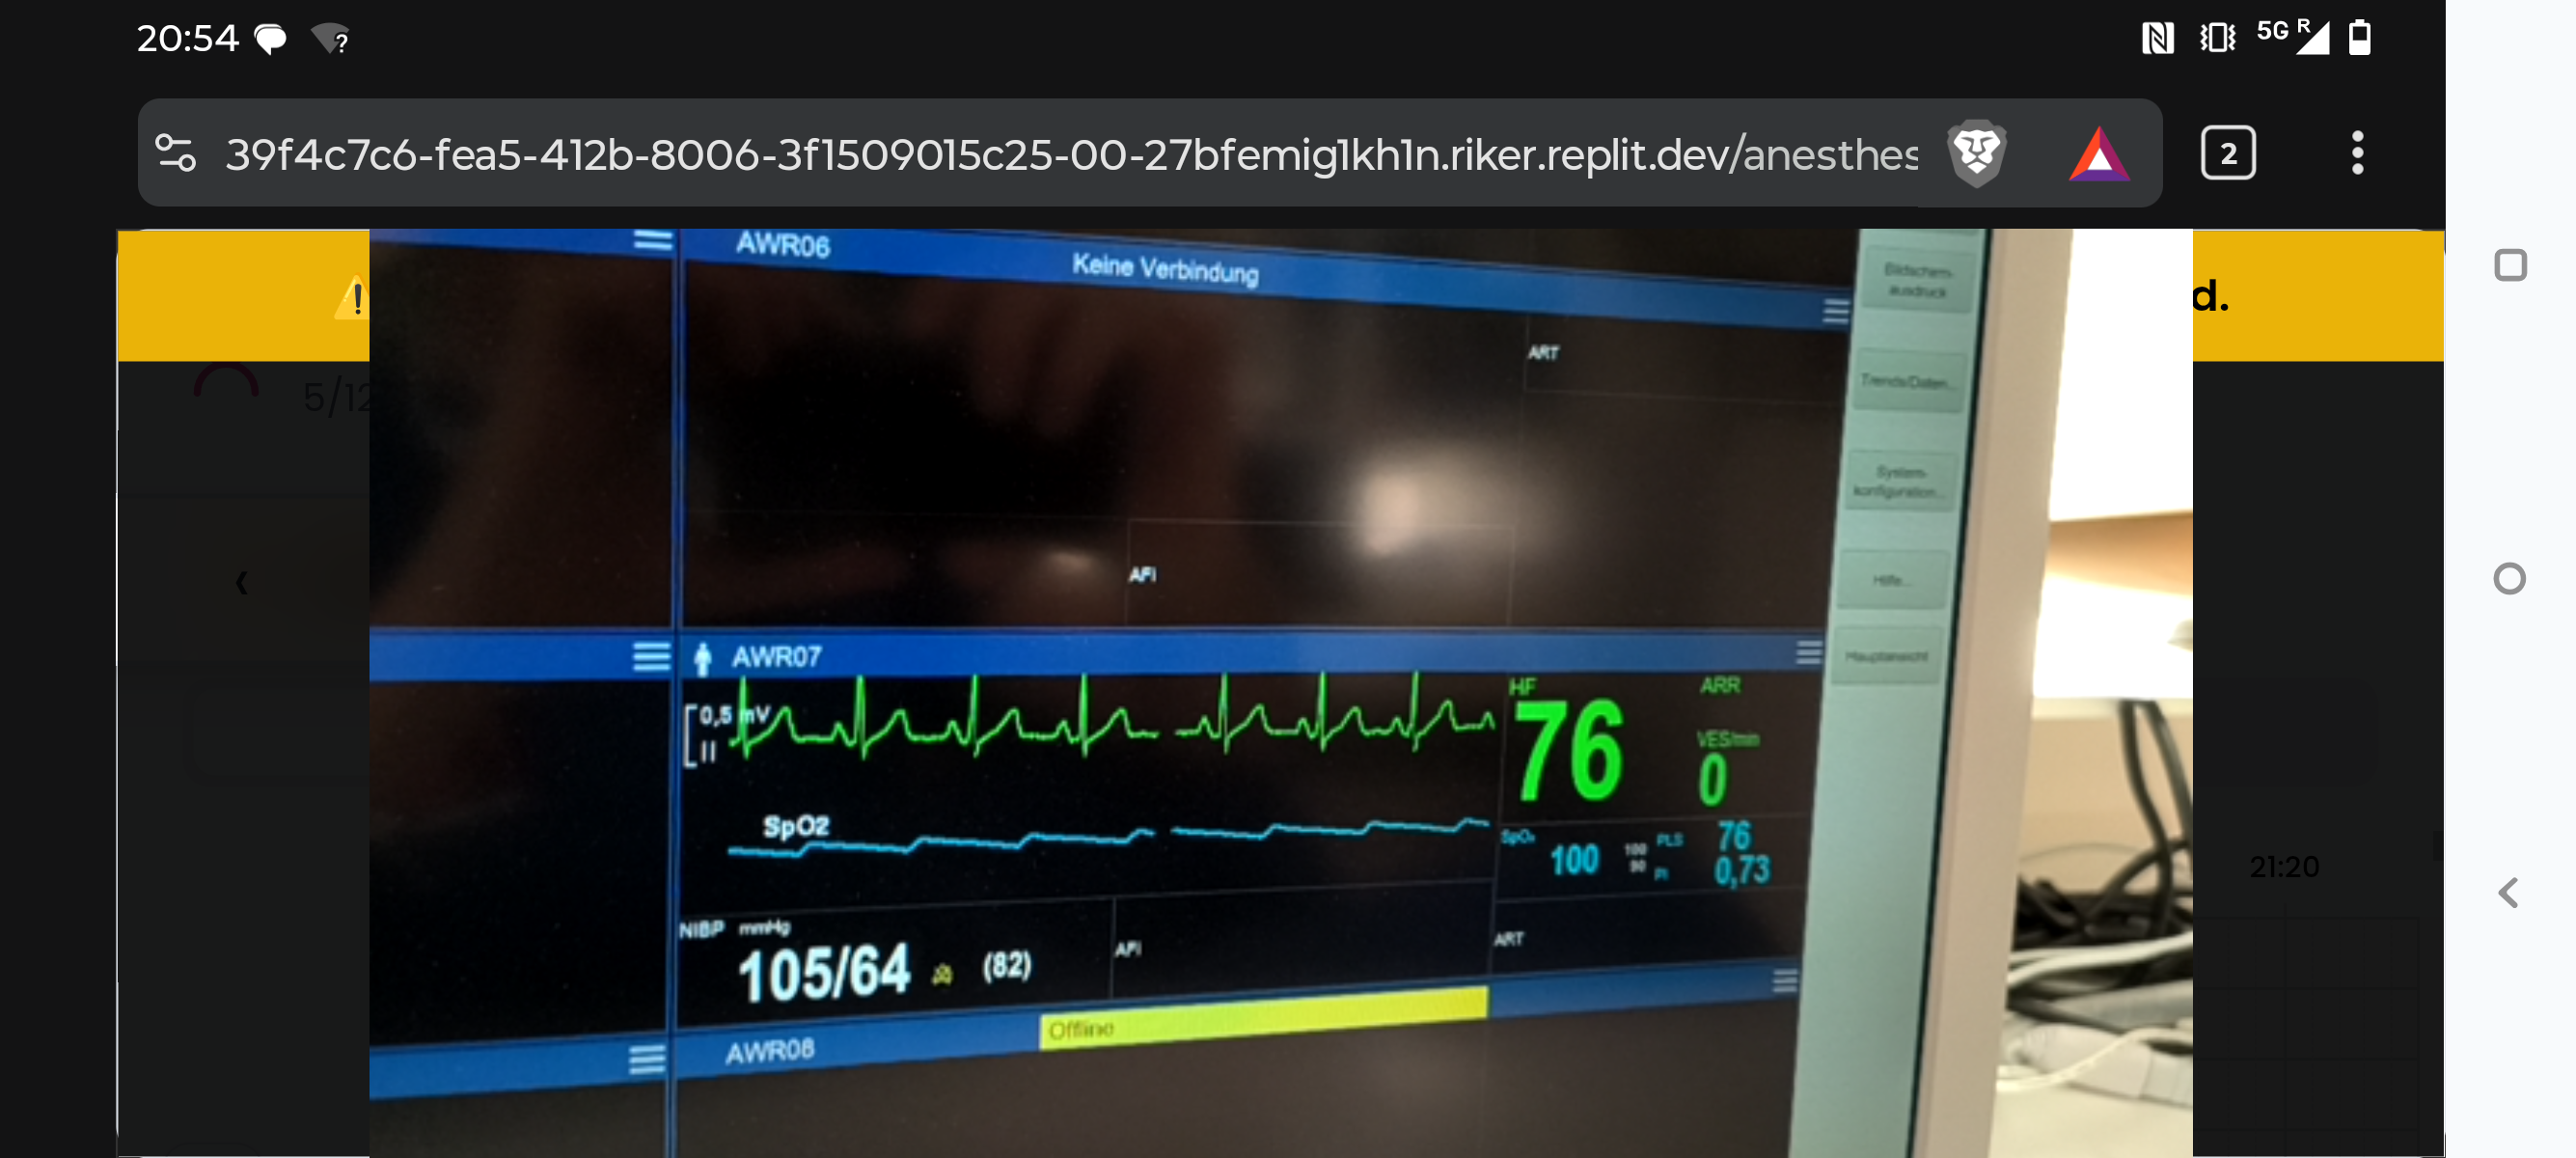 20:54
5G R
39f4c7c6-fea5-412b-8006-3f1509015c25-00-27bfemig1kh1n.riker.replit.dev/anesthes
2
d.
5/12
21:20
AWR06
Keine Verbindung
ART
AFi
Bildschirm-
ausdruck
Trends/Daten...
System-
konfiguration...
Hilfe...
Hauptansicht
AWR07
0,5 mV
II
HF
76
ARR
VES/min
0
SpO2
SpO₂
100
100
90
PLS
76
PI
0,73
NIBP mmHg
105/64
(82)
AFi
ART
Offline
AWR08